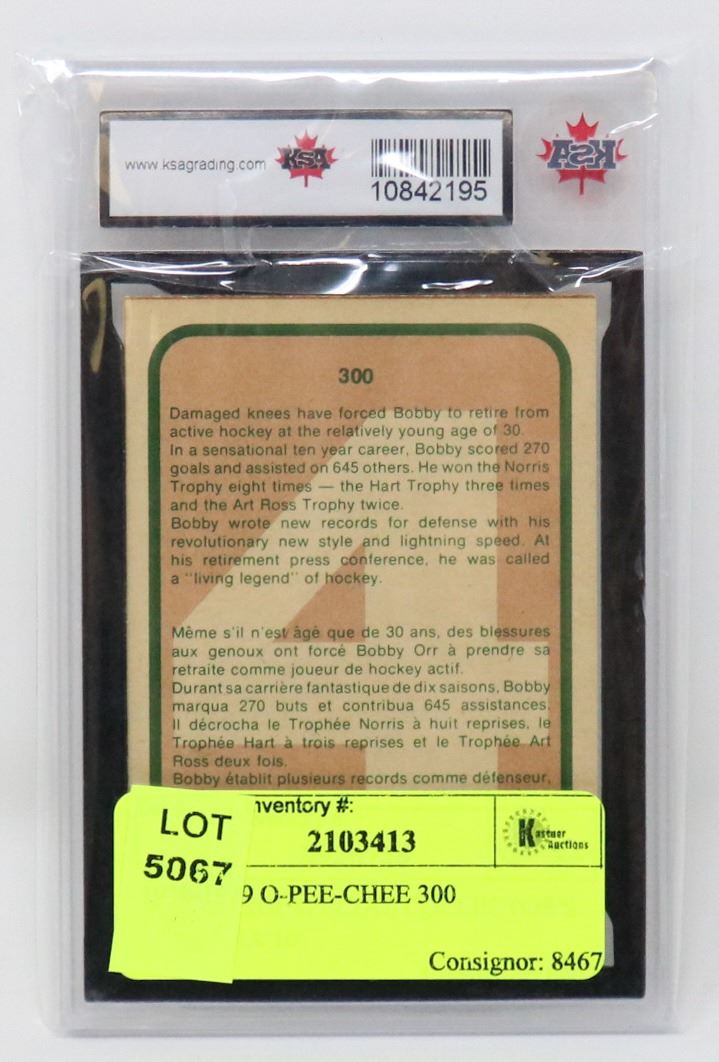 www.ksagrading.com KSA
10842195
KSA
300
Damaged knees have forced Bobby to retire from
active hockey at the relatively young age of 30.
In a sensational ten year career, Bobby scored 270
goals and assisted on 645 others. He won the Norris
Trophy eight times — the Hart Trophy three times
and the Art Ross Trophy twice.
Bobby wrote new records for defense with his
revolutionary new style and lightning speed. At
his retirement press conference, he was called
a "living legend" of hockey.
Même s'il n'est âgé que de 30 ans, des blessures
aux genoux ont forcé Bobby Orr à prendre sa
retraite comme joueur de hockey actif.
Durant sa carrière fantastique de dix saisons, Bobby
marqua 270 buts et contribua 645 assistances.
Il décrocha le Trophée Norris à huit reprises, le
Trophée Hart à trois reprises et le Trophée Art
Ross deux fois.
Bobby établit plusieurs records comme défenseur,
LOT
5067
nventory #:
2103413
Kastner
Auctions
9 O-PEE-CHEE 300
Consignor: 8467